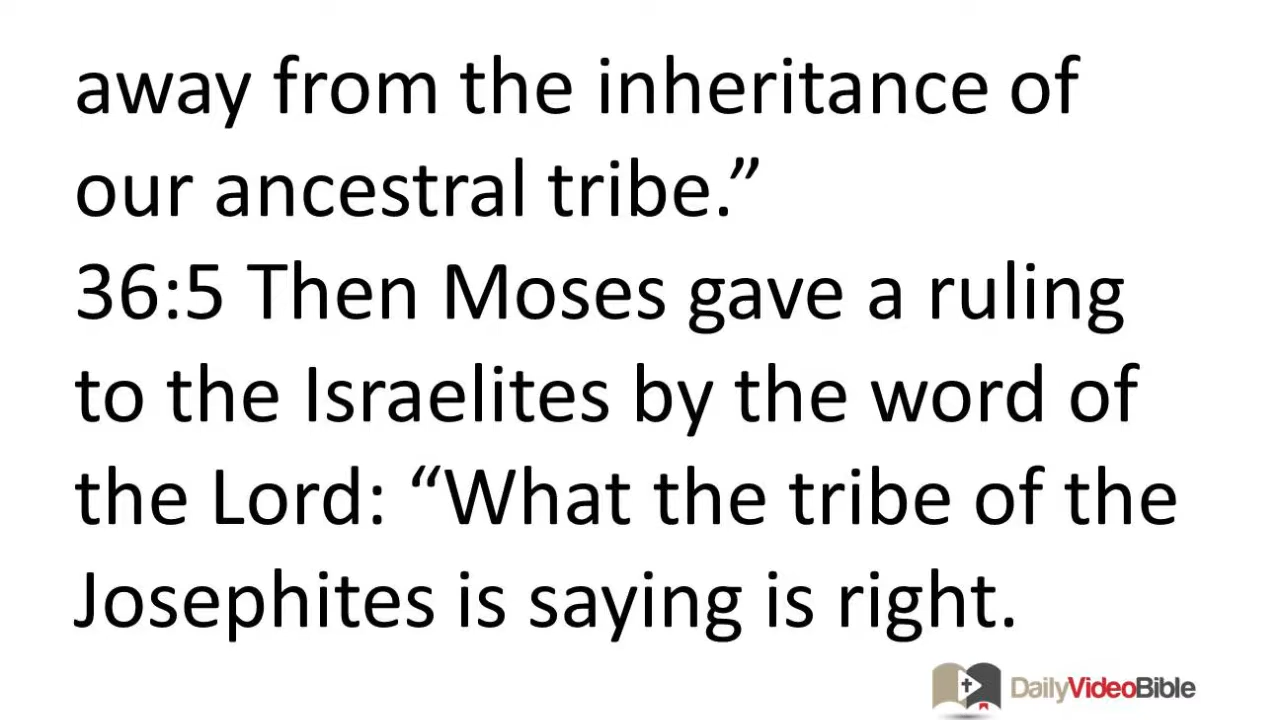 away from the inheritance of
our ancestral tribe.”
36:5 Then Moses gave a ruling
to the Israelites by the word of
the Lord: “What the tribe of the
Josephites is saying is right.
DailyVideoBible